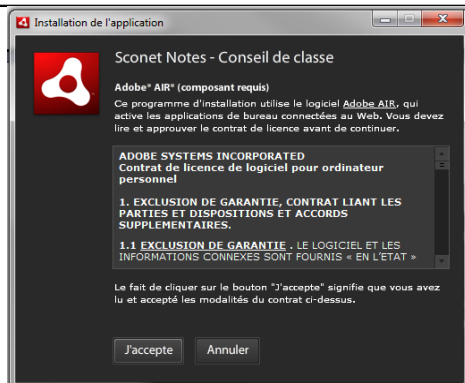 Installation de l'application
Sconet Notes - Conseil de classe
Adobe® AIR® (composant requis)
Ce programme d'installation utilise le logiciel Adobe AIR, qui
active les applications de bureau connectées au Web. Vous devez
lire et approuver le contrat de licence avant de continuer.
ADOBE SYSTEMS INCORPORATED
Contrat de licence de logiciel pour ordinateur
personnel
1. EXCLUSION DE GARANTIE, CONTRAT LIANT LES
PARTIES ET DISPOSITIONS ET ACCORDS
SUPPLEMENTAIRES.
1.1 EXCLUSION DE GARANTIE . LE LOGICIEL ET LES
INFORMATIONS CONNEXES SONT FOURNIS « EN L'ETAT »
Le fait de cliquer sur le bouton "J'accepte" signifie que vous avez
lu et accepté les modalités du contrat ci-dessus.
J'accepte
Annuler